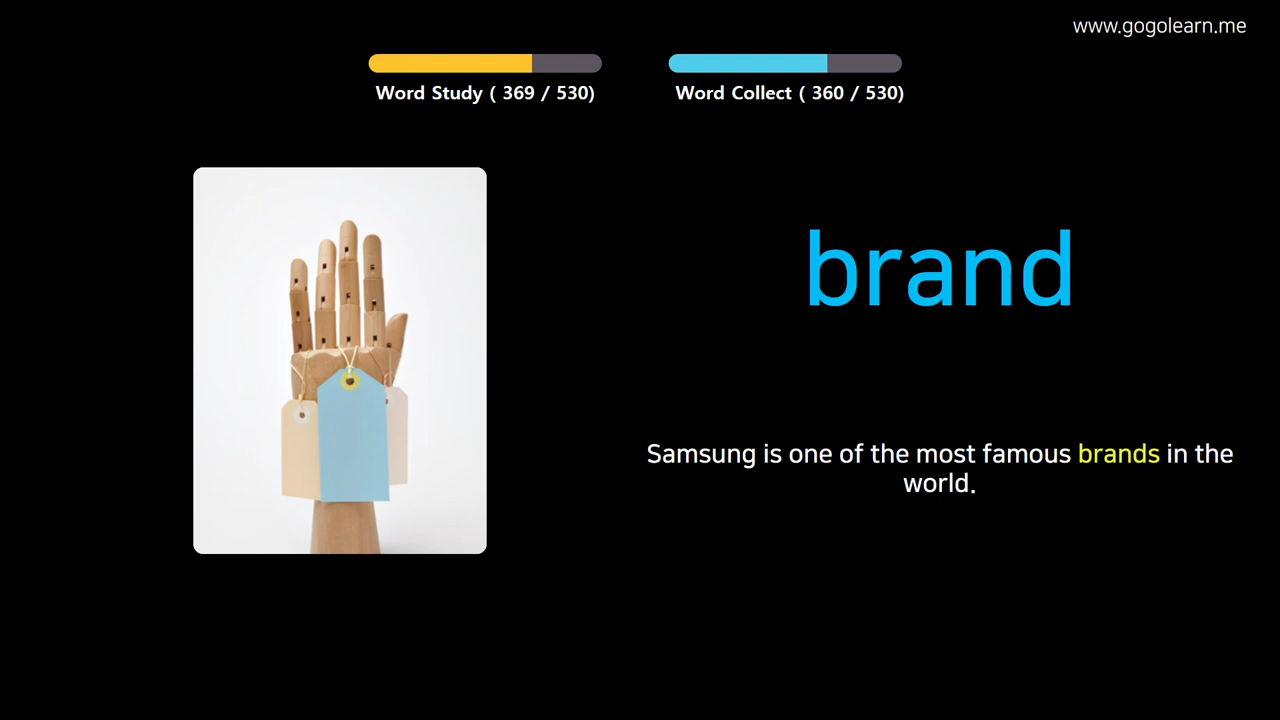 www.gogolearn.me
Word Study ( 369 / 530)
Word Collect ( 360 / 530)
brand
Samsung is one of the most famous brands in the
world.